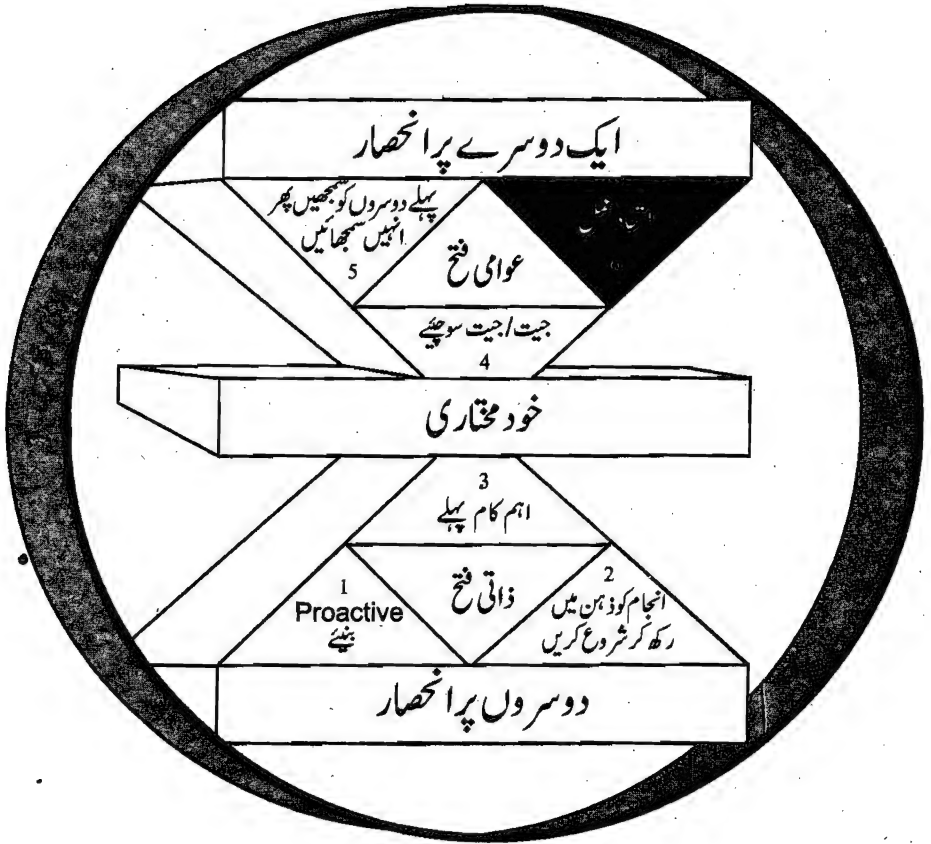 ایک دوسرے پر انحصار
پہلے دوسروں کو سمجھیں پھر
انہیں سمجھائیں
5
عوامی فتح
جیت/جیت سوچئے
4
خود مختاری
3
اہم کام پہلے
1
Proactive
بنیئے
ذاتی فتح
2
انجام کو ذہن میں
رکھ کر شروع کریں
دوسروں پر انحصار